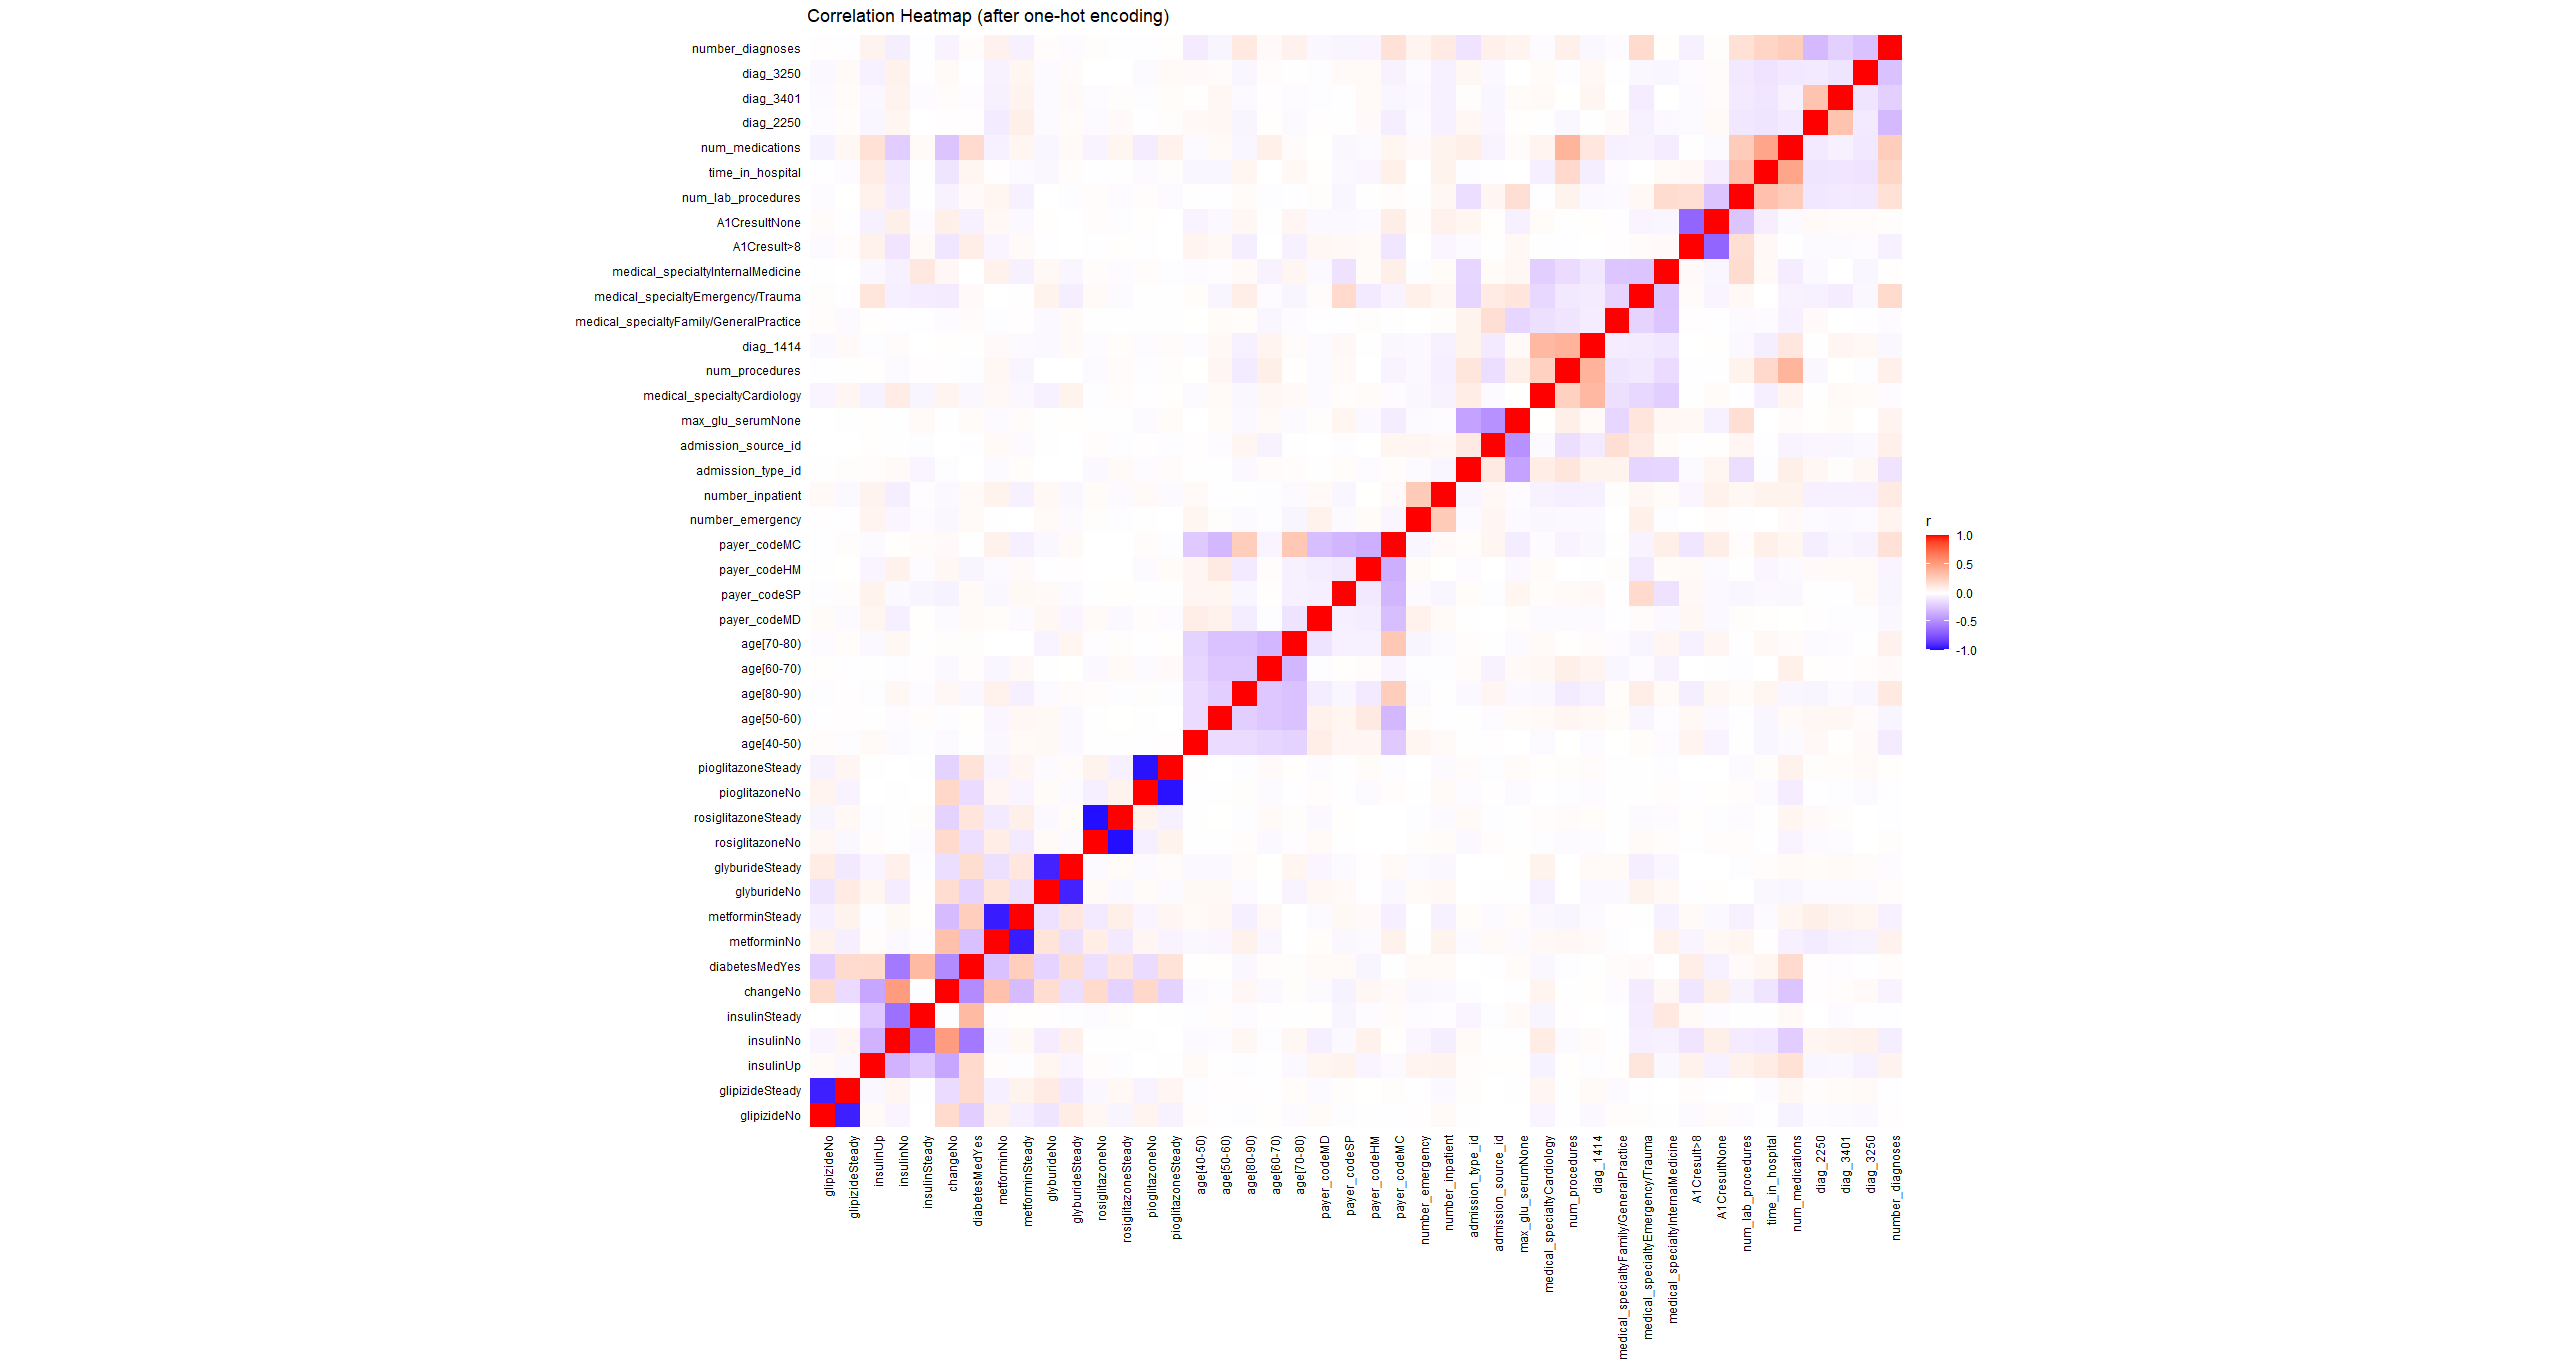 Correlation Heatmap (after one-hot encoding)
number_diagnoses
diag_3250
diag_3401
diag_2250
num_medications
time_in_hospital
num_lab_procedures
A1CresultNone
A1Cresult>8
medical_specialtyInternalMedicine
medical_specialtyEmergency/Trauma
medical_specialtyFamily/GeneralPractice
diag_1414
num_procedures
medical_specialtyCardiology
max_glu_serumNone
admission_source_id
admission_type_id
number_inpatient
number_emergency
payer_codeMC
payer_codeHM
payer_codeSP
payer_codeMD
age[70-80)
age[60-70)
age[80-90)
age[50-60)
age[40-50)
pioglitazoneSteady
pioglitazoneNo
rosiglitazoneSteady
rosiglitazoneNo
glyburideSteady
glyburideNo
metforminSteady
metforminNo
diabetesMedYes
changeNo
insulinSteady
insulinNo
insulinUp
glipizideSteady
glipizideNo
glipizideNo
glipizideSteady
insulinUp
insulinNo
insulinSteady
changeNo
diabetesMedYes
metforminNo
metforminSteady
glyburideNo
glyburideSteady
rosiglitazoneNo
rosiglitazoneSteady
pioglitazoneNo
pioglitazoneSteady
age[40-50)
age[50-60)
age[80-90)
age[60-70)
age[70-80)
payer_codeMD
payer_codeSP
payer_codeHM
payer_codeMC
number_emergency
number_inpatient
admission_type_id
admission_source_id
max_glu_serumNone
medical_specialtyCardiology
num_procedures
diag_1414
medical_specialtyFamily/GeneralPractice
medical_specialtyEmergency/Trauma
medical_specialtyInternalMedicine
A1Cresult>8
A1CresultNone
num_lab_procedures
time_in_hospital
num_medications
diag_2250
diag_3401
diag_3250
number_diagnoses
r
1.0
0.5
0.0
-0.5
-1.0